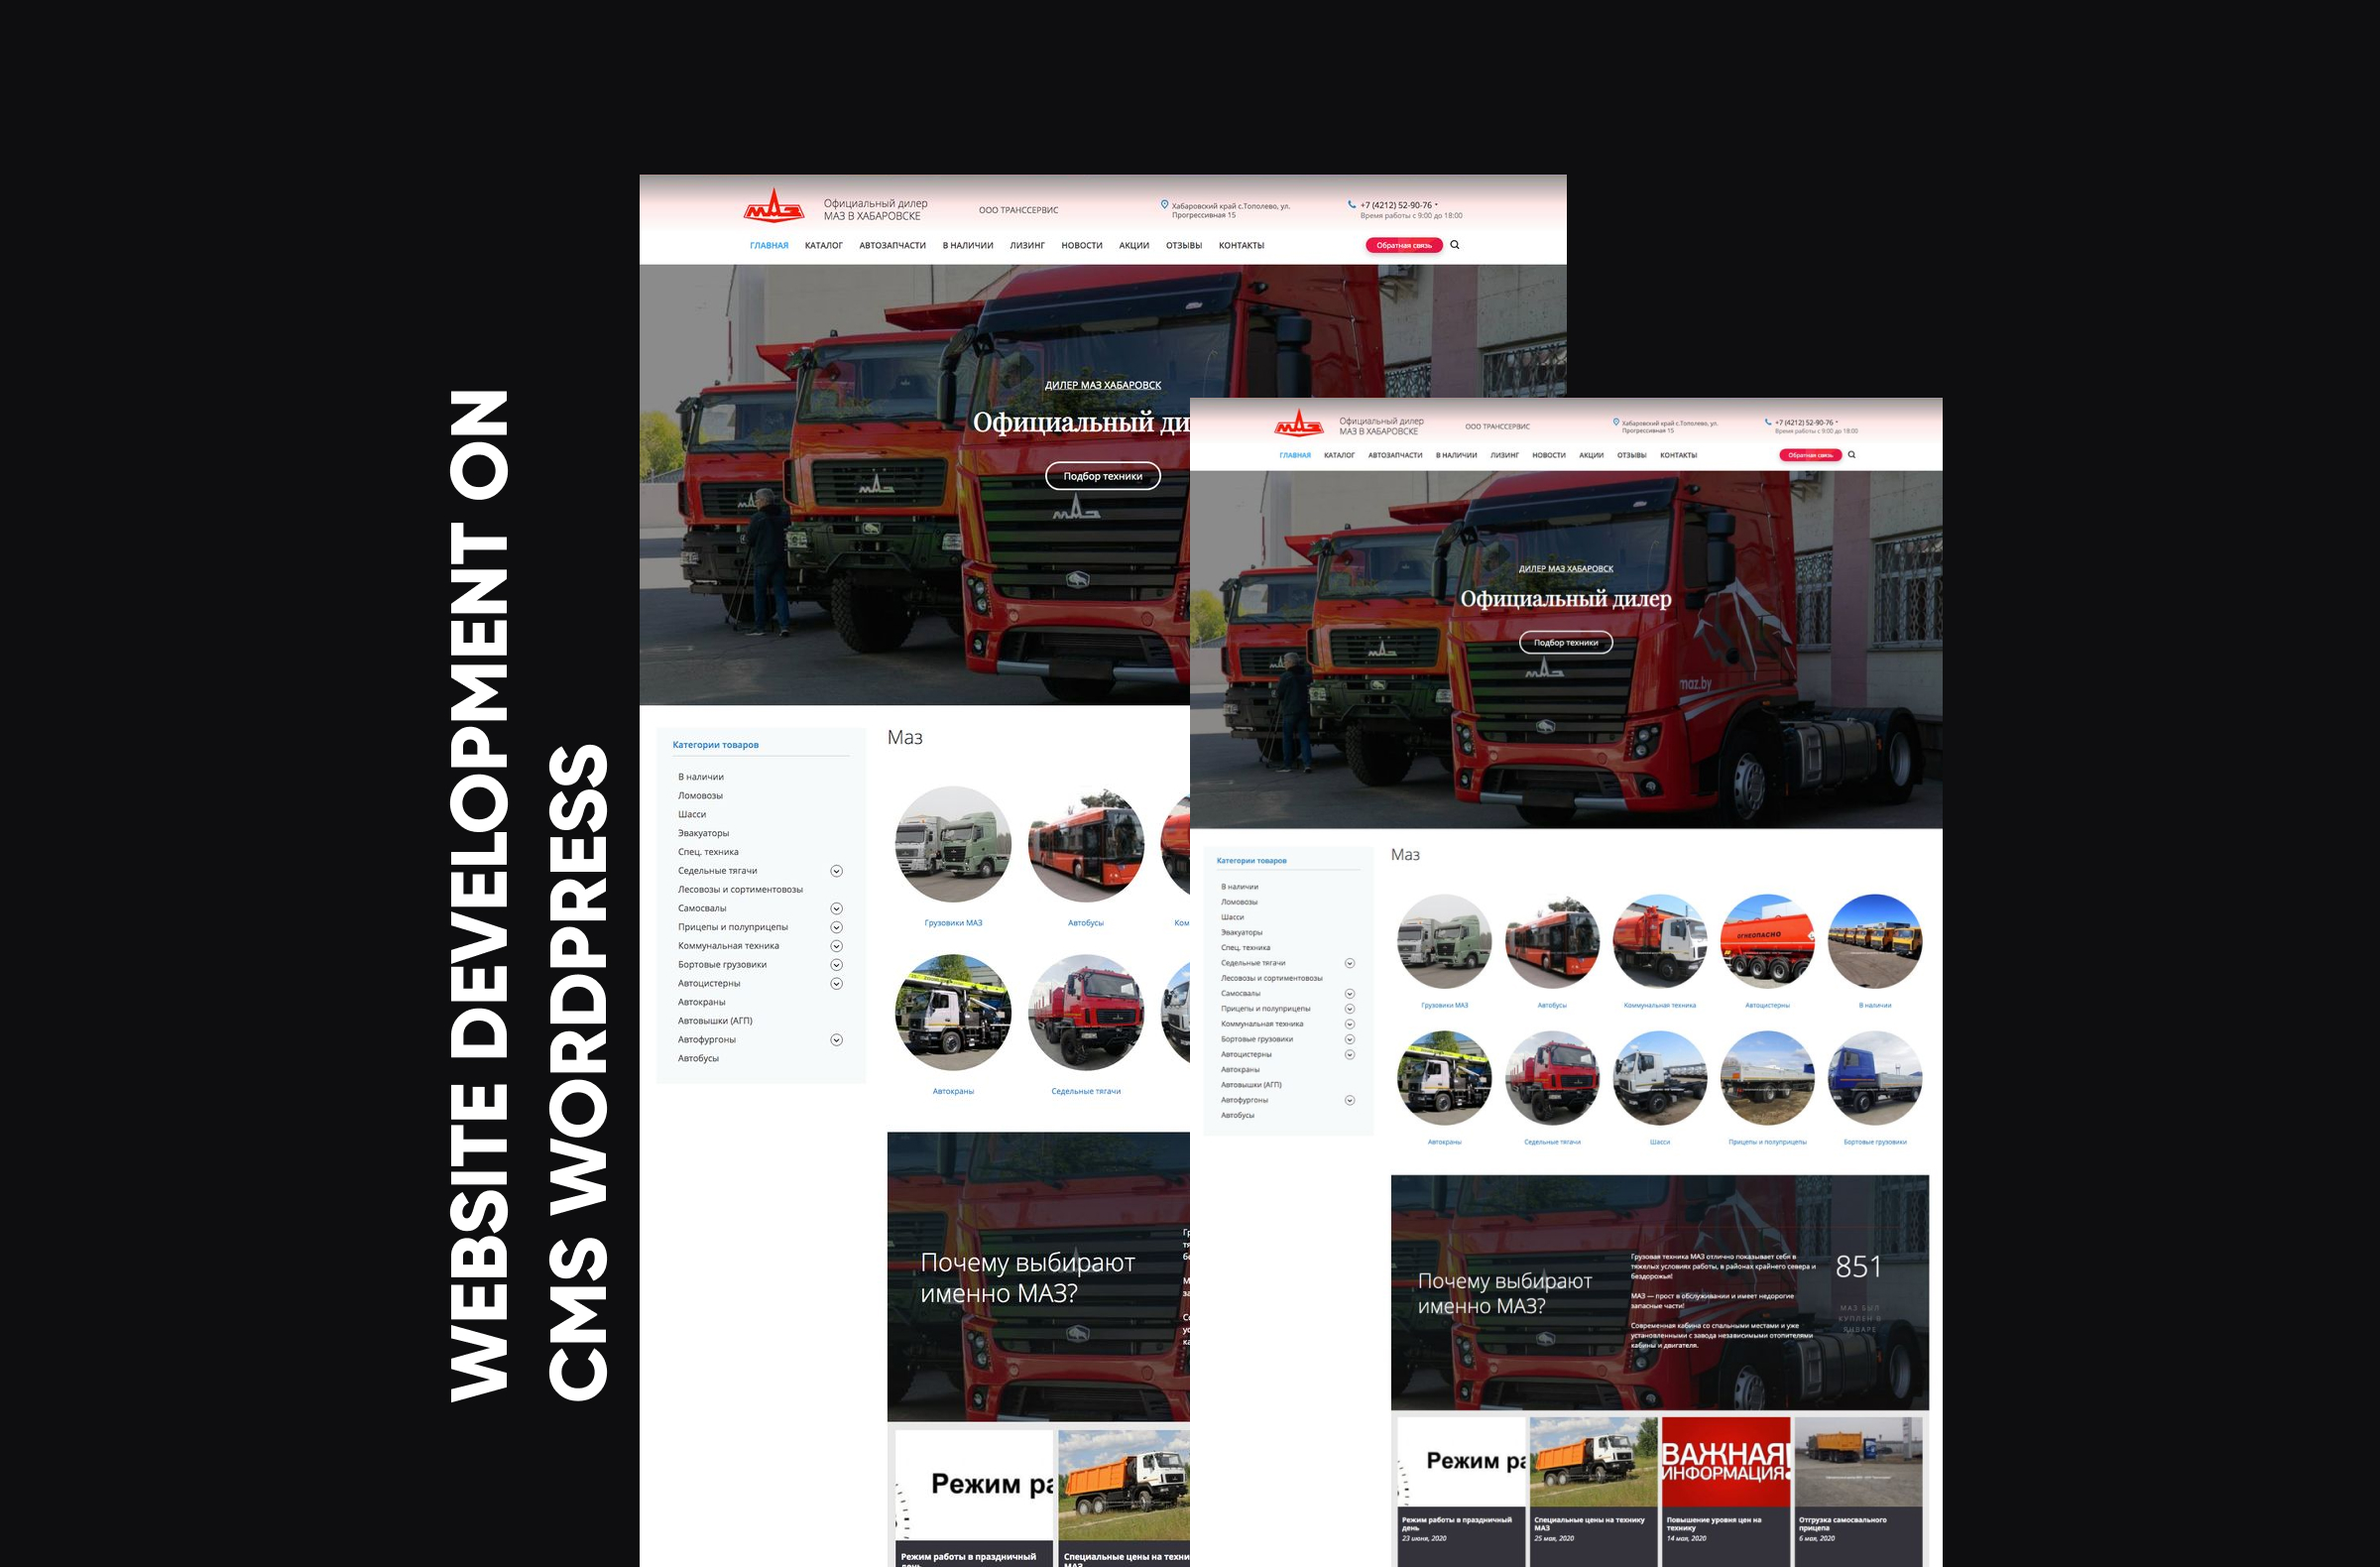 WEBSITE DEVELOPMENT ON
CMS WORDPRESS
МАЗ
Официальный дилер
МАЗ В ХАБАРОВСКЕ
ООО ТРАНССЕРВИС
Хабаровский край с.Тополево, ул.
Прогрессивная 15
+7 (4212) 52-90-76
Время работы с 9:00 до 18:00
ГЛАВНАЯ КАТАЛОГ АВТОЗАПЧАСТИ В НАЛИЧИИ ЛИЗИНГ НОВОСТИ АКЦИИ ОТЗЫВЫ КОНТАКТЫ
Обратная связь
ДИЛЕР МАЗ ХАБАРОВСК
Официальный ди
Подбор техники
Категории товаров
В наличии
Ломовозы
Шасси
Эвакуаторы
Спец. техника
Седельные тягачи
Лесовозы и сортиментовозы
Самосвалы
Прицепы и полуприцепы
Коммунальная техника
Бортовые грузовики
Автоцистерны
Автокраны
Автовышки (АГП)
Автофургоны
Автобусы
Маз
Грузовики МАЗ
Автобусы
Ком
Автокраны
Седельные тягачи
Почему выбирают
именно МАЗ?
Режим ра
Режим работы в праздничный
Специальные цены на техни
МАЗ
Официальный дилер
МАЗ В ХАБАРОВСКЕ
ООО ТРАНССЕРВИС
Хабаровский край с.Тополево, ул.
Прогрессивная 15
+7 (4212) 52-90-76
Время работы с 9:00 до 18:00
ГЛАВНАЯ КАТАЛОГ АВТОЗАПЧАСТИ В НАЛИЧИИ ЛИЗИНГ НОВОСТИ АКЦИИ ОТЗЫВЫ КОНТАКТЫ
Обратная связь
ДИЛЕР МАЗ ХАБАРОВСК
Официальный дилер
Подбор техники
maz.by
Категории товаров
В наличии
Ломовозы
Шасси
Эвакуаторы
Спец. техника
Седельные тягачи
Лесовозы и сортиментовозы
Самосвалы
Прицепы и полуприцепы
Коммунальная техника
Бортовые грузовики
Автоцистерны
Автокраны
Автовышки (АГП)
Автофургоны
Автобусы
Маз
ОГНЕОПАСНО
Грузовики МАЗ
Автобусы
Коммунальная техника
Автоцистерны
В наличии
Автокраны
Седельные тягачи
Шасси
Прицепы и полуприцепы
Бортовые грузовики
Почему выбирают
именно МАЗ?
Грузовая техника МАЗ отлично показывает себя в
тяжелых условиях работы, в районах крайнего севера и
бездорожья!
МАЗ — прост в обслуживании и имеет недорогие
запасные части!
Современная кабина со спальными местами и уже
установленными с завода независимыми отопителями
кабины и двигателя.
851
МАЗ БЫЛ
КУПЛЕН В
ЯНВАРЕ
Режим ра
ВАЖНАЯ
ИНФОРМАЦИЯ
Режим работы в праздничный
день
23 июня, 2020
Специальные цены на технику
МАЗ
25 мая, 2020
Повышение уровня цен на
технику
14 мая, 2020
Отгрузка самосвального
прицепа
6 мая, 2020